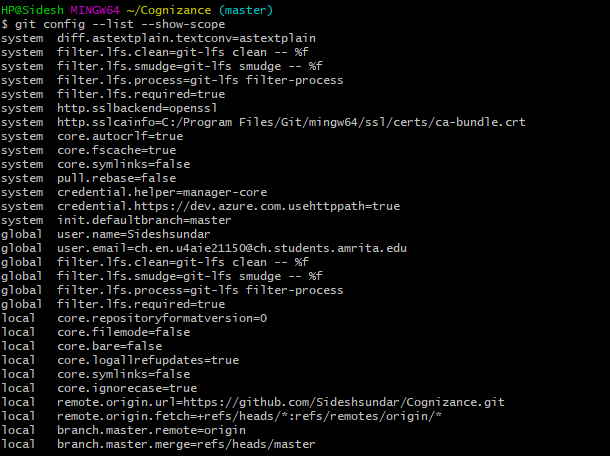 HP@Sidesh MINGW64 ~/Cognizance (master)
$ git config --list --show-scope
system  diff.astextplain.textconv=astextplain
system  filter.lfs.clean=git-lfs clean -- %f
system  filter.lfs.smudge=git-lfs smudge -- %f
system  filter.lfs.process=git-lfs filter-process
system  filter.lfs.required=true
system  http.sslbackend=openssl
system  http.sslcainfo=C:/Program Files/Git/mingw64/ssl/certs/ca-bundle.crt
system  core.autocrlf=true
system  core.fscache=true
system  core.symlinks=false
system  pull.rebase=false
system  credential.helper=manager-core
system  credential.https://dev.azure.com.usehttppath=true
system  init.defaultbranch=master
global  user.name=Sideshsundar
global  user.email=ch.en.u4aie21150@ch.students.amrita.edu
global  filter.lfs.clean=git-lfs clean -- %f
global  filter.lfs.smudge=git-lfs smudge -- %f
global  filter.lfs.process=git-lfs filter-process
global  filter.lfs.required=true
local   core.repositoryformatversion=0
local   core.filemode=false
local   core.bare=false
local   core.logallrefupdates=true
local   core.symlinks=false
local   core.ignorecase=true
local   remote.origin.url=https://github.com/Sideshsundar/Cognizance.git
local   remote.origin.fetch=+refs/heads/*:refs/remotes/origin/*
local   branch.master.remote=origin
local   branch.master.merge=refs/heads/master